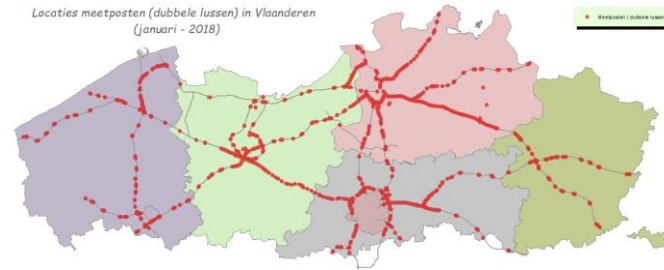 Locaties meetposten (dubbele lussen) in Vlaanderen
(januari - 2018)
Meetposten (dubbele lussen